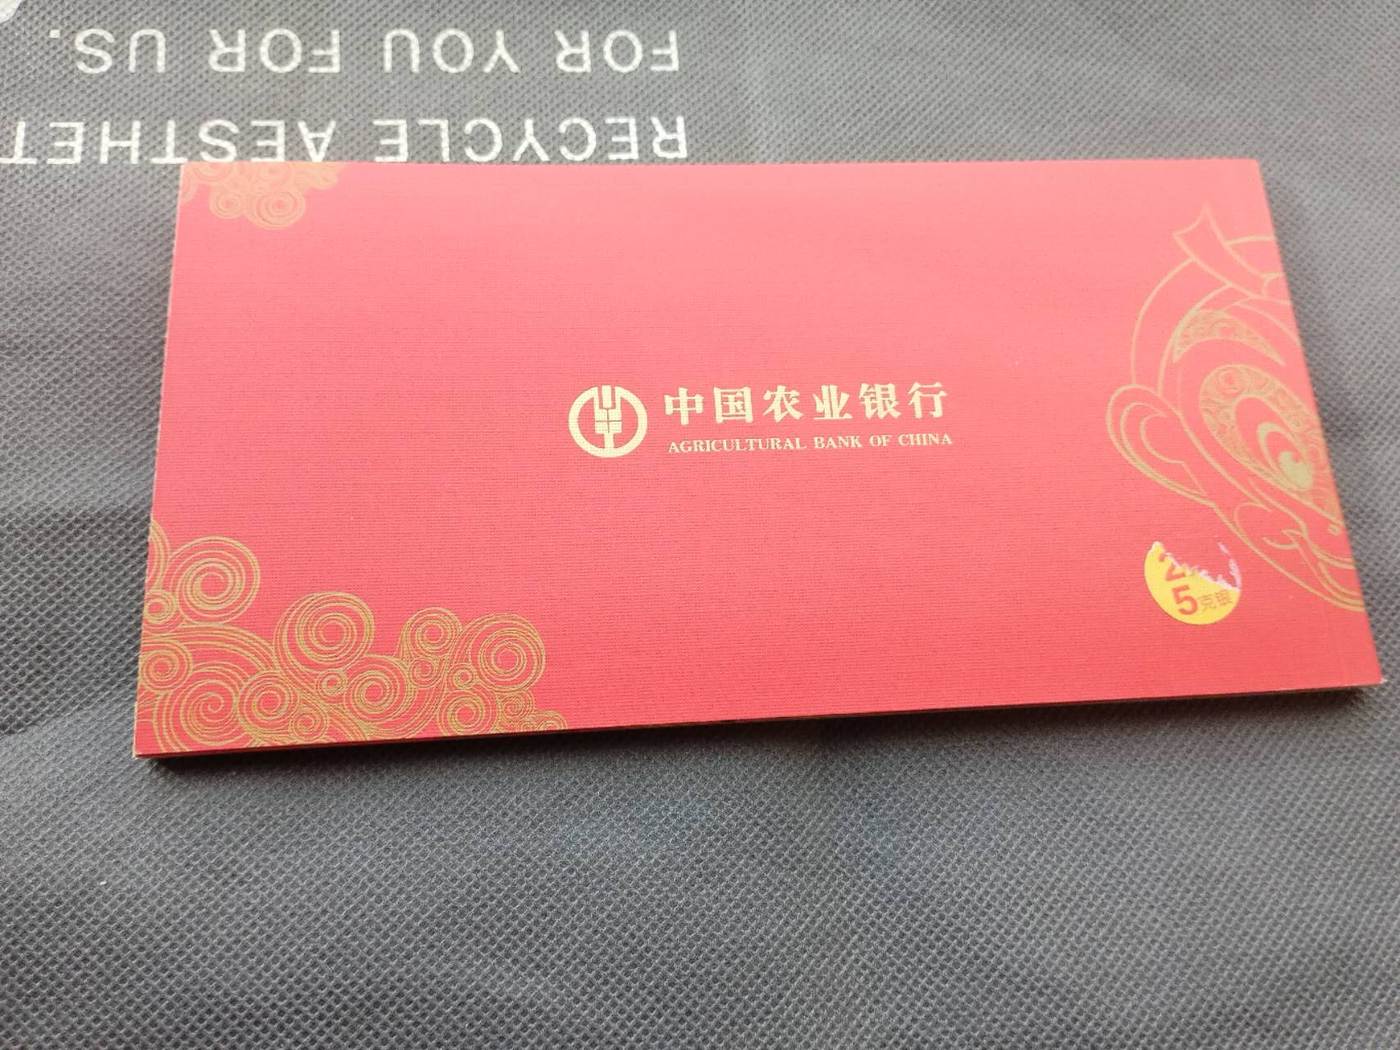 FOR YOU FOR US.
RECYCLE AESTHET
中国农业银行
AGRICULTURAL BANK OF CHINA
5克银